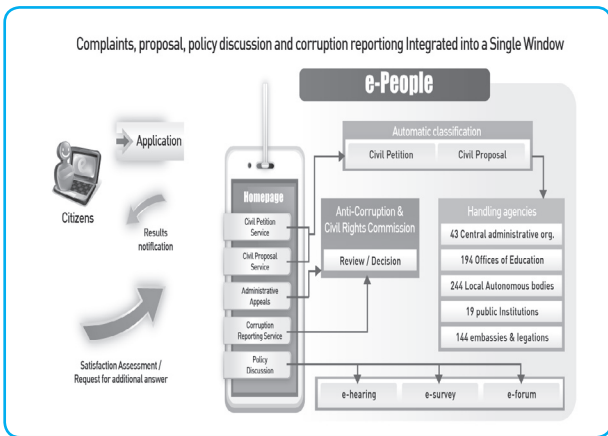 Complaints, proposal, policy discussion and corruption reportiong Integrated into a Single Window
e-People
Application
Citizens
Results
notification
Satisfaction Assessment /
Request for additional answer
Homepage
Civil Petition
Service
Civil Proposal
Service
Administrative
Appeals
Corruption
Reporting Service
Policy
Discussion
Automatic classification
Civil Petition
Civil Proposal
Anti-Corruption &
Civil Rights Commission
Review / Decision
Handling agencies
43 Central administrative org.
194 Offices of Education
244 Local Autonomous bodies
19 public Institutions
144 embassies & legations
e-hearing
e-survey
e-forum